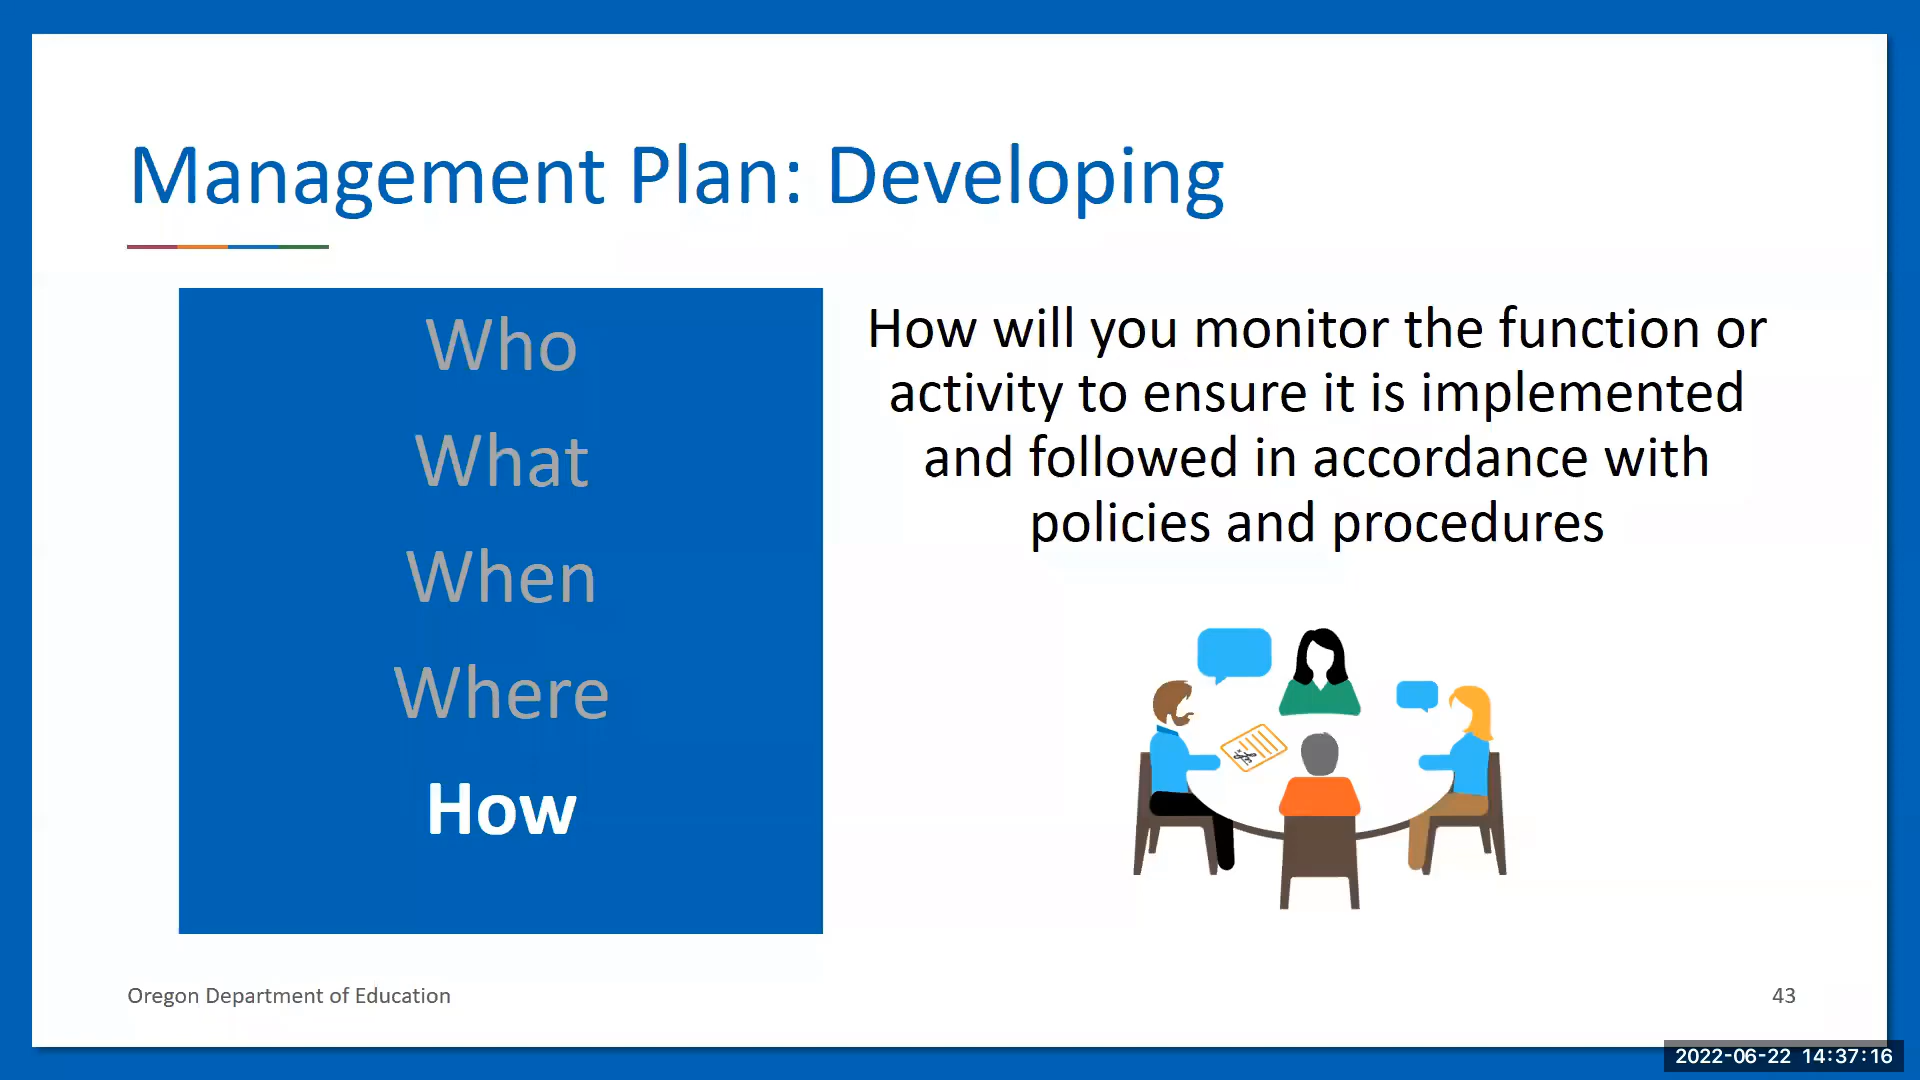 Management Plan: Developing
Who
What
When
Where
How
How will you monitor the function or
activity to ensure it is implemented
and followed in accordance with
policies and procedures
Oregon Department of Education
43
2022-06-22 14:37:16